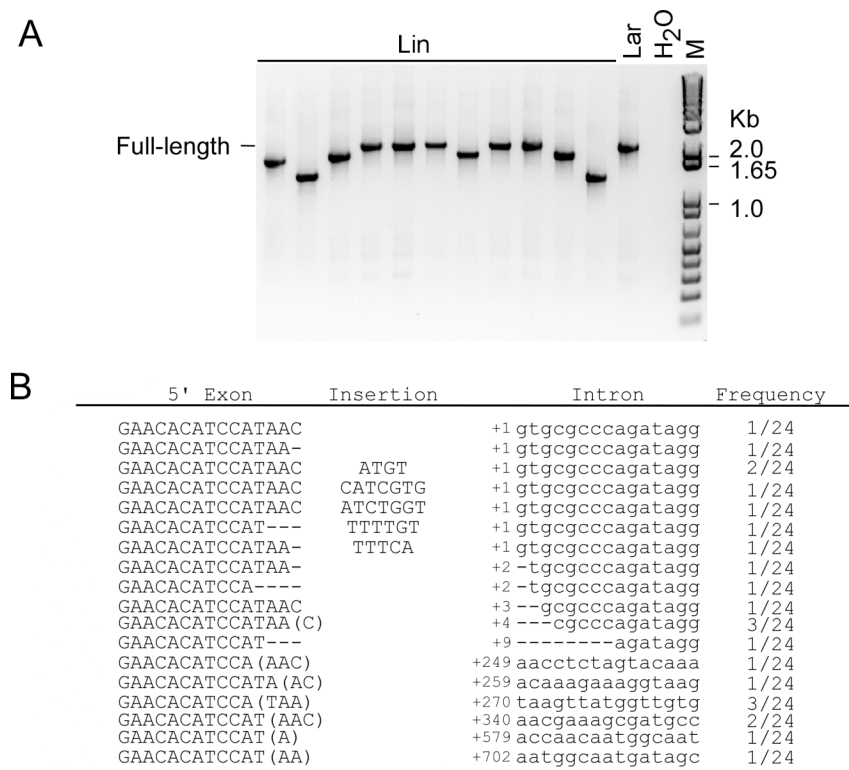 A
Lin
Lar
H2O
M
Kb
Full-length
2.0
1.65
1.0
B
5' Exon Insertion Intron Frequency
GAACACATCCATAAC +1 gtgcgcccagatagg 1/24
GAACACATCCATAA- +1 gtgcgcccagatagg 1/24
GAACACATCCATAAC ATGT +1 gtgcgcccagatagg 2/24
GAACACATCCATAAC CATCGTG +1 gtgcgcccagatagg 1/24
GAACACATCCATAAC ATCTGGT +1 gtgcgcccagatagg 1/24
GAACACATCCAT--- TTTTGT +1 gtgcgcccagatagg 1/24
GAACACATCCATAA- TTTCA +1 gtgcgcccagatagg 1/24
GAACACATCCATAA- +2 -tgcgcccagatagg 1/24
GAACACATCCA---- +2 -tgcgcccagatagg 1/24
GAACACATCCATAAC +3 --gcgcccagatagg 1/24
GAACACATCCATAA(C) +4 ---cgcccagatagg 3/24
GAACACATCCAT--- +9 --------agatagg 1/24
GAACACATCCA(AAC) +249 aacctctagtacaaa 1/24
GAACACATCCATA(AC) +259 acaaagaaaggtaag 1/24
GAACACATCCA(TAA) +270 taagttatggttgtg 3/24
GAACACATCCAT(AAC) +340 aacgaaagcgatgcc 2/24
GAACACATCCAT(A) +579 accaacaatggcaat 1/24
GAACACATCCAT(AA) +702 aatggcaatgatagc 1/24